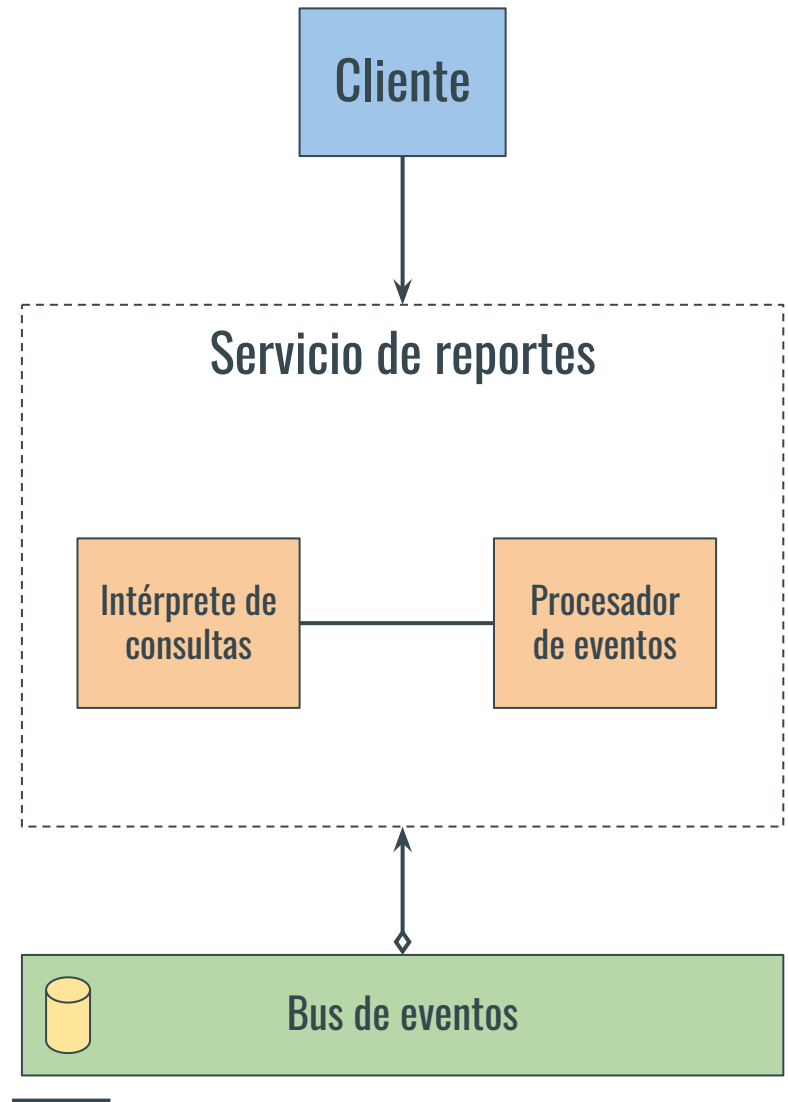 Cliente
Servicio de reportes
Intérprete de
consultas
Procesador
de eventos
Bus de eventos